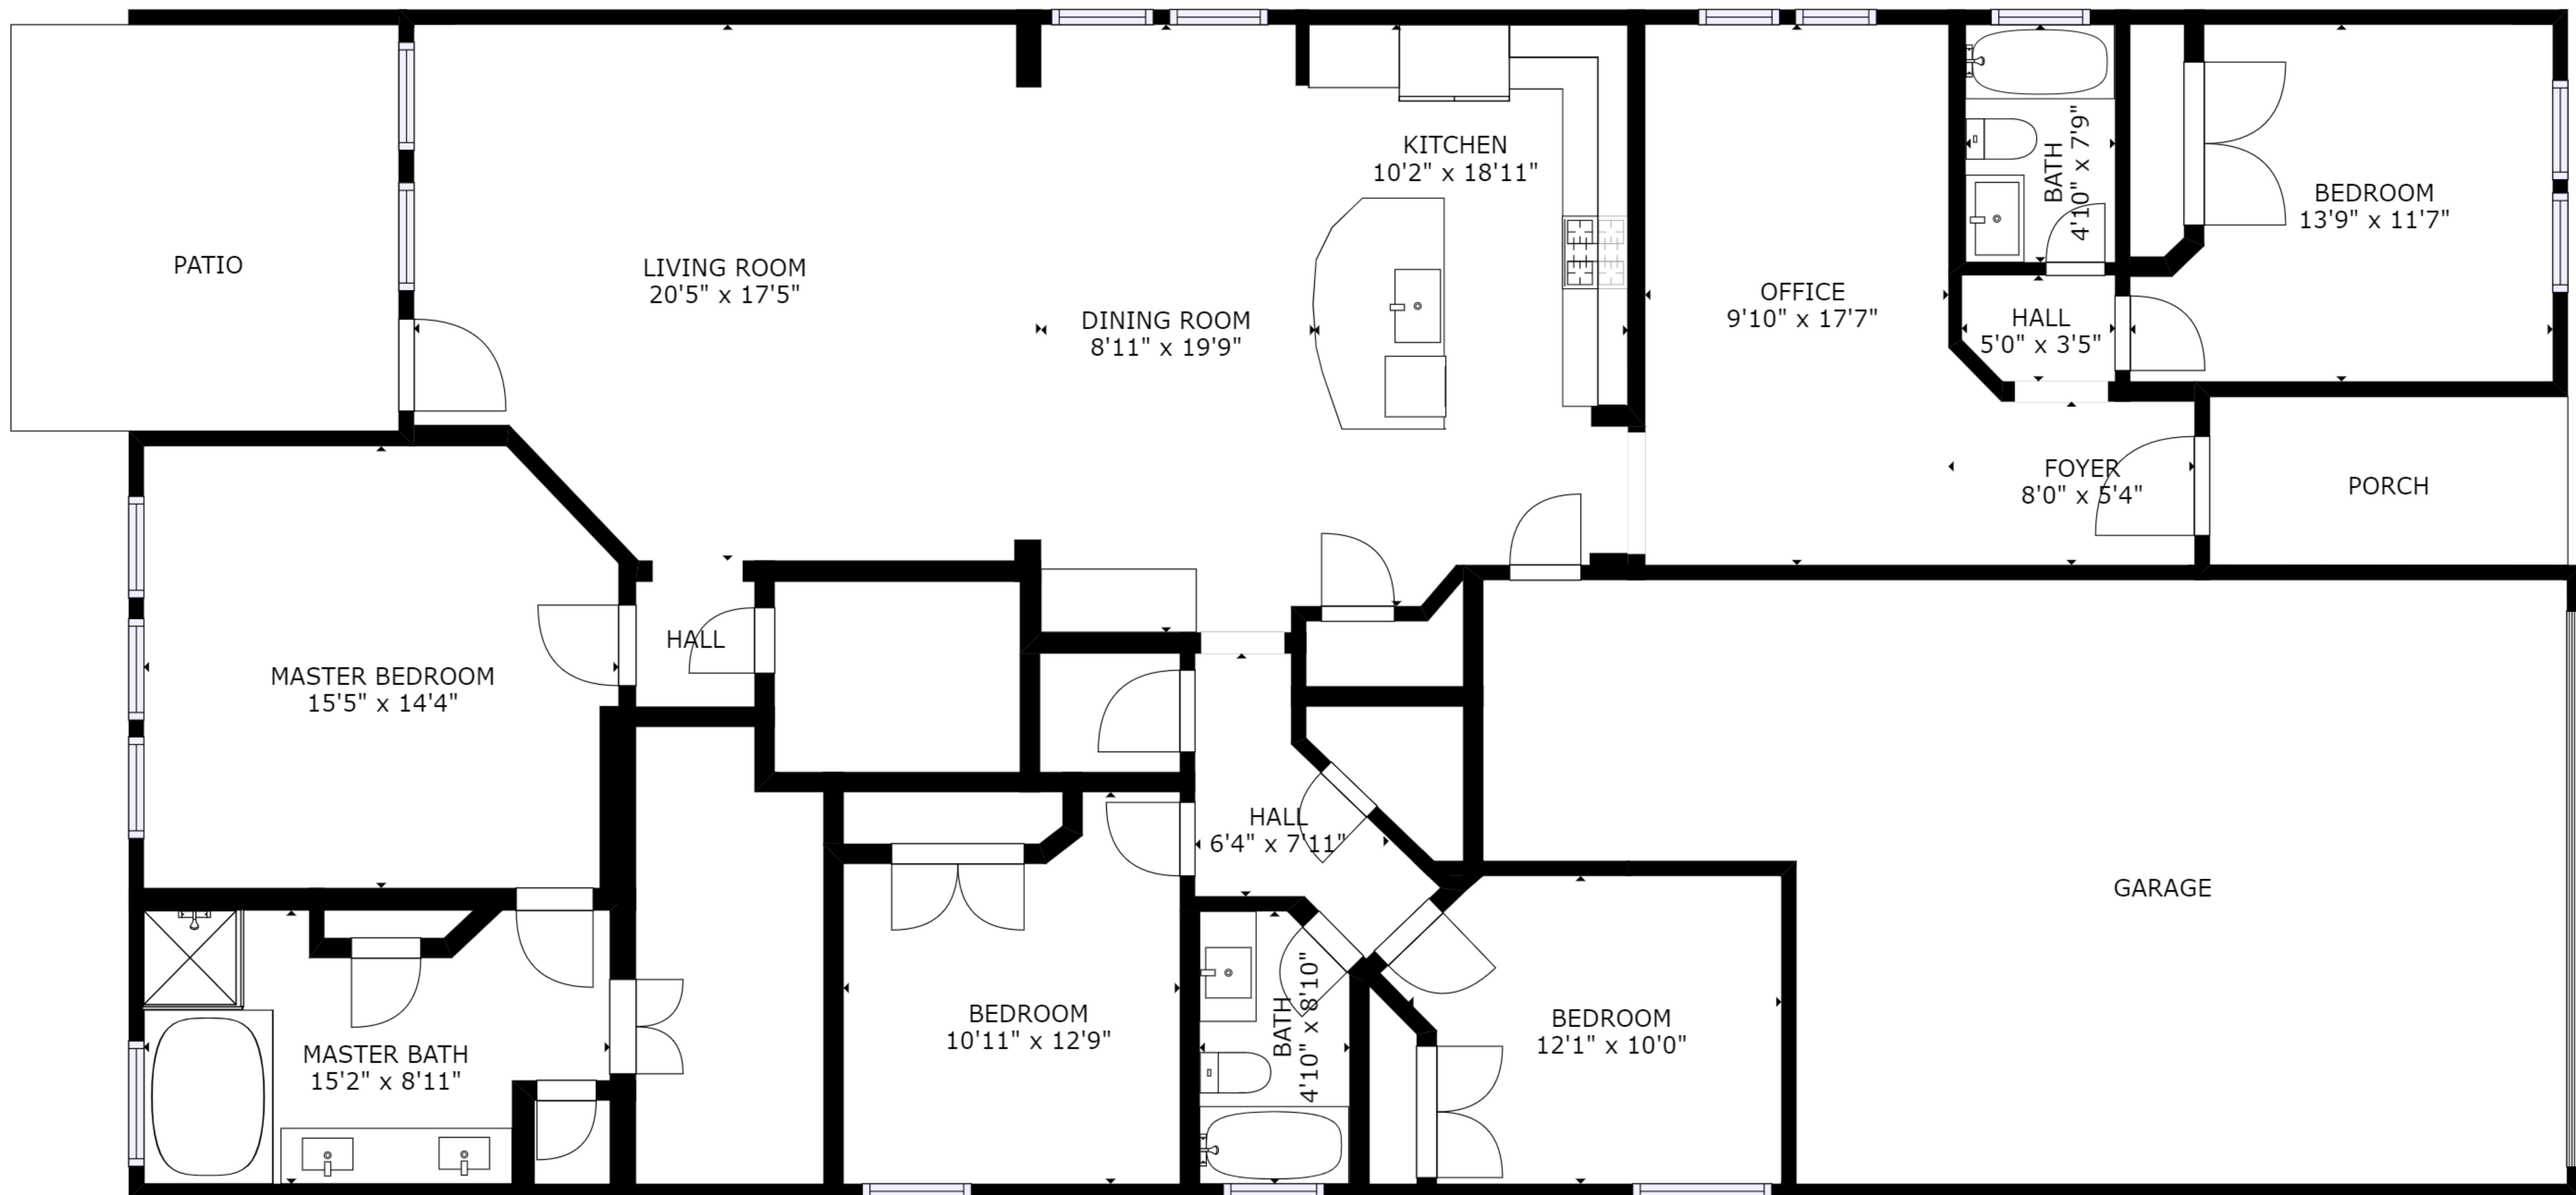 KITCHEN
10'2" x 18'11"
BATH
4'10" x 7'9"
BEDROOM
13'9" x 11'7"
PATIO
LIVING ROOM
20'5" x 17'5"
DINING ROOM
8'11" x 19'9"
OFFICE
9'10" x 17'7"
HALL
5'0" x 3'5"
FOYER
8'0" x 5'4"
PORCH
HALL
MASTER BEDROOM
15'5" x 14'4"
HALL
6'4" x 7'11"
GARAGE
MASTER BATH
15'2" x 8'11"
BEDROOM
10'11" x 12'9"
BATH
4'10" x 8'10"
BEDROOM
12'1" x 10'0"